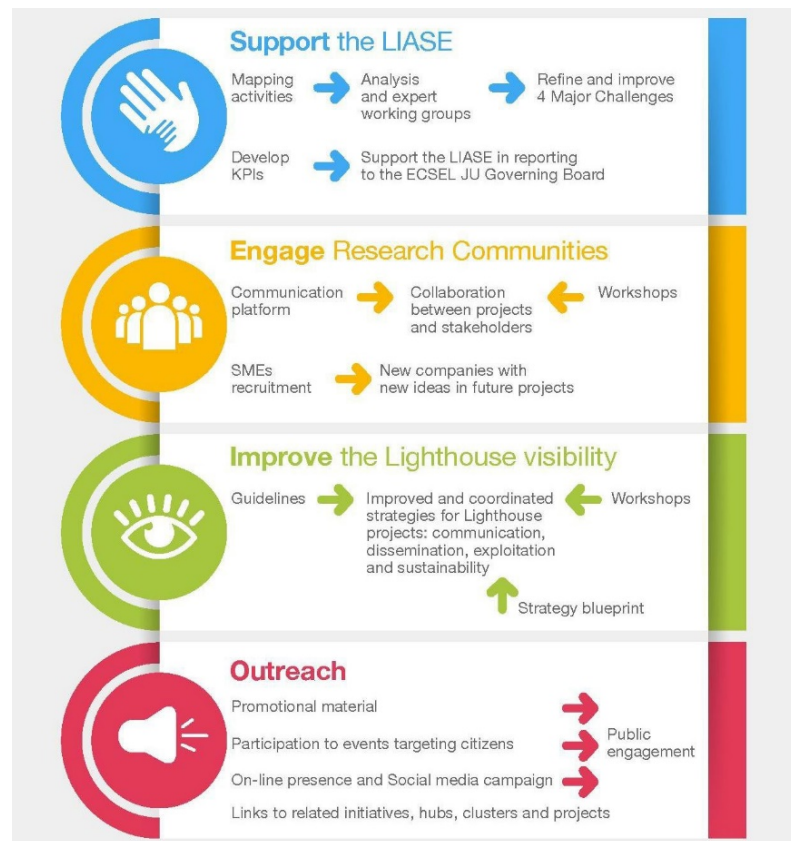 Support the LIASE
Mapping activities
Analysis and expert working groups
Refine and improve 4 Major Challenges
Develop KPIs
Support the LIASE in reporting to the ECSEL JU Governing Board
Engage Research Communities
Communication platform
Collaboration between projects and stakeholders
Workshops
SMEs recruitment
New companies with new ideas in future projects
Improve the Lighthouse visibility
Guidelines
Improved and coordinated strategies for Lighthouse projects: communication, dissemination, exploitation and sustainability
Workshops
Strategy blueprint
Outreach
Promotional material
Participation to events targeting citizens
On-line presence and Social media campaign
Public engagement
Links to related initiatives, hubs, clusters and projects